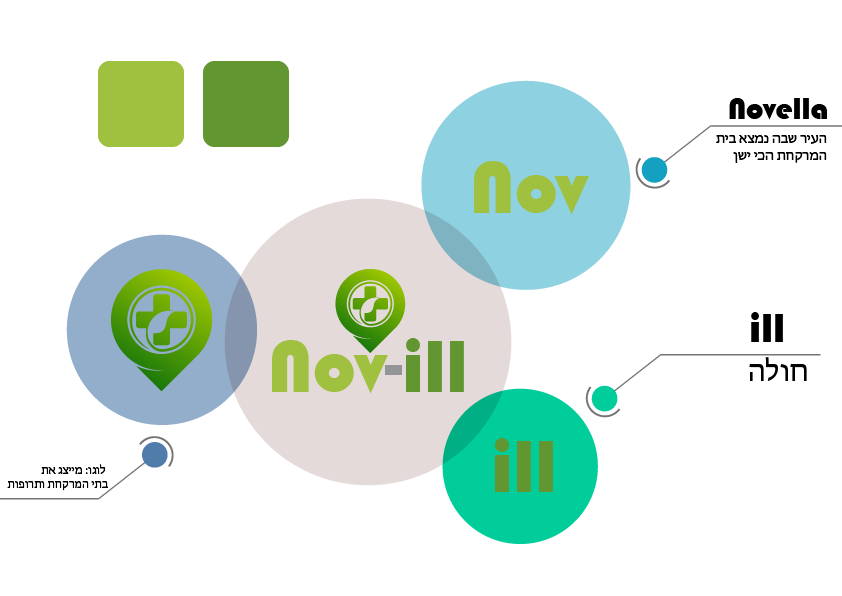 Novella
העיר שבה נמצא בית
המרקחת הכי ישן
Nov
Nov-ill
ill
חולה
ill
לוגו: מייצג את
בתי המרקחת ותרופות